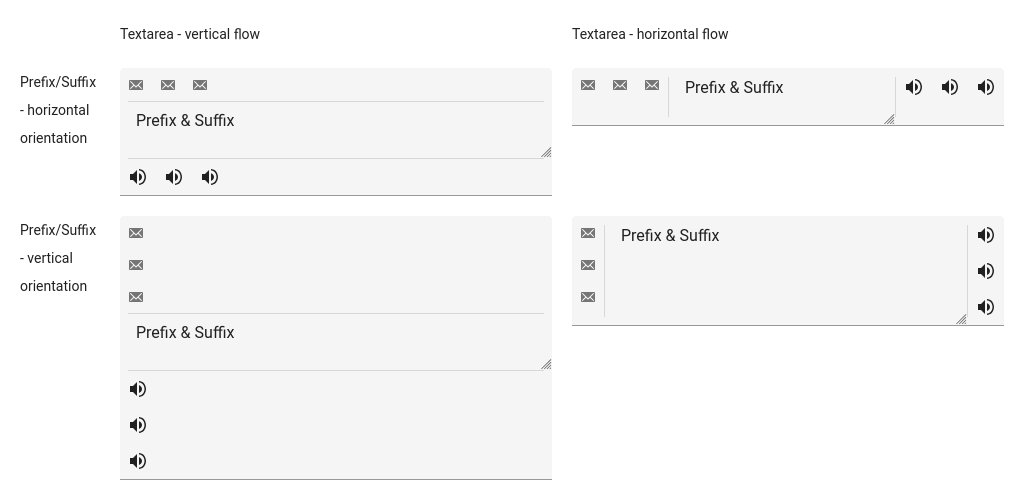 Textarea - vertical flow
Textarea - horizontal flow
Prefix/Suffix
- horizontal
orientation
Prefix & Suffix
Prefix & Suffix
Prefix/Suffix
- vertical
orientation
Prefix & Suffix
Prefix & Suffix